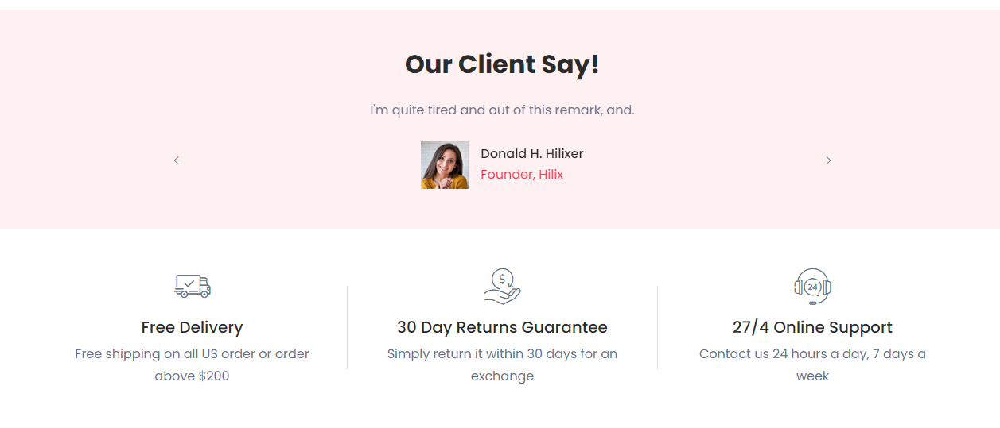 Our Client Say!
I'm quite tired and out of this remark, and.
Donald H. Hilixer
Founder, Hilix
$
24
Free Delivery
30 Day Returns Guarantee
27/4 Online Support
Free shipping on all US order or order
above $200
Simply return it within 30 days for an
exchange
Contact us 24 hours a day, 7 days a
week